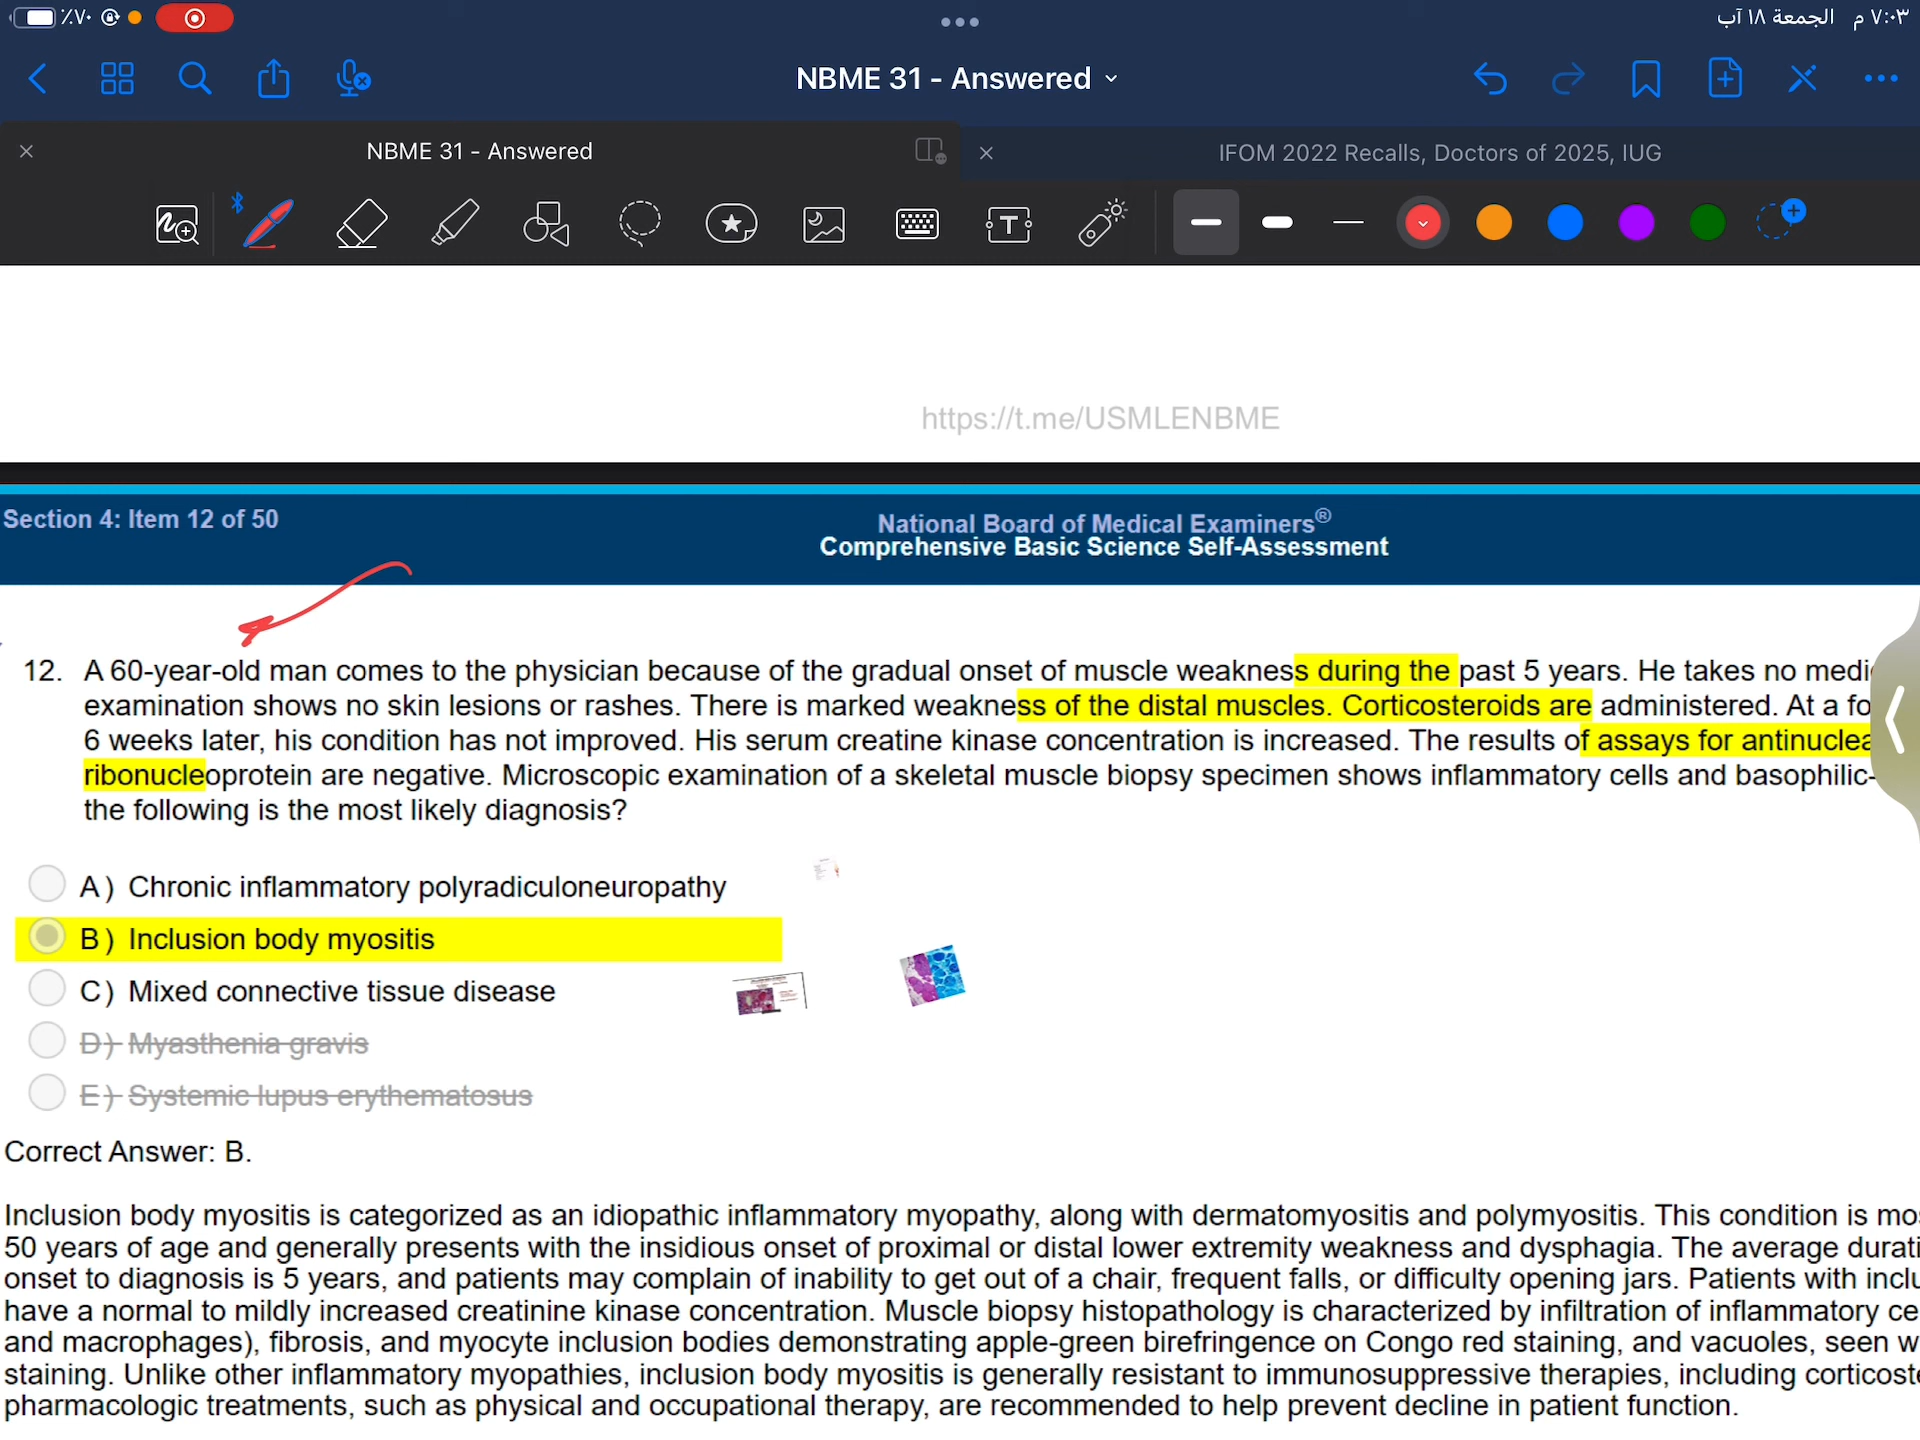 ٪٧٠
الجمعة ١٨ آب ٧:٠٣ م
NBME 31 - Answered
NBME 31 - Answered
IFOM 2022 Recalls, Doctors of 2025, IUG
T
https://t.me/USMLENBME
Section 4: Item 12 of 50
National Board of Medical Examiners®
Comprehensive Basic Science Self-Assessment
12. A 60-year-old man comes to the physician because of the gradual onset of muscle weakness during the past 5 years. He takes no medi
examination shows no skin lesions or rashes. There is marked weakness of the distal muscles. Corticosteroids are administered. At a fo
6 weeks later, his condition has not improved. His serum creatine kinase concentration is increased. The results of assays for antinuclea
ribonucleoprotein are negative. Microscopic examination of a skeletal muscle biopsy specimen shows inflammatory cells and basophilic-
the following is the most likely diagnosis?
A) Chronic inflammatory polyradiculoneuropathy
B) Inclusion body myositis
C) Mixed connective tissue disease
D) Myasthenia gravis
E) Systemic lupus erythematosus
Correct Answer: B.
Inclusion body myositis is categorized as an idiopathic inflammatory myopathy, along with dermatomyositis and polymyositis. This condition is mo
50 years of age and generally presents with the insidious onset of proximal or distal lower extremity weakness and dysphagia. The average durati
onset to diagnosis is 5 years, and patients may complain of inability to get out of a chair, frequent falls, or difficulty opening jars. Patients with inclu
have a normal to mildly increased creatinine kinase concentration. Muscle biopsy histopathology is characterized by infiltration of inflammatory ce
and macrophages), fibrosis, and myocyte inclusion bodies demonstrating apple-green birefringence on Congo red staining, and vacuoles, seen w
staining. Unlike other inflammatory myopathies, inclusion body myositis is generally resistant to immunosuppressive therapies, including corticoste
pharmacologic treatments, such as physical and occupational therapy, are recommended to help prevent decline in patient function.